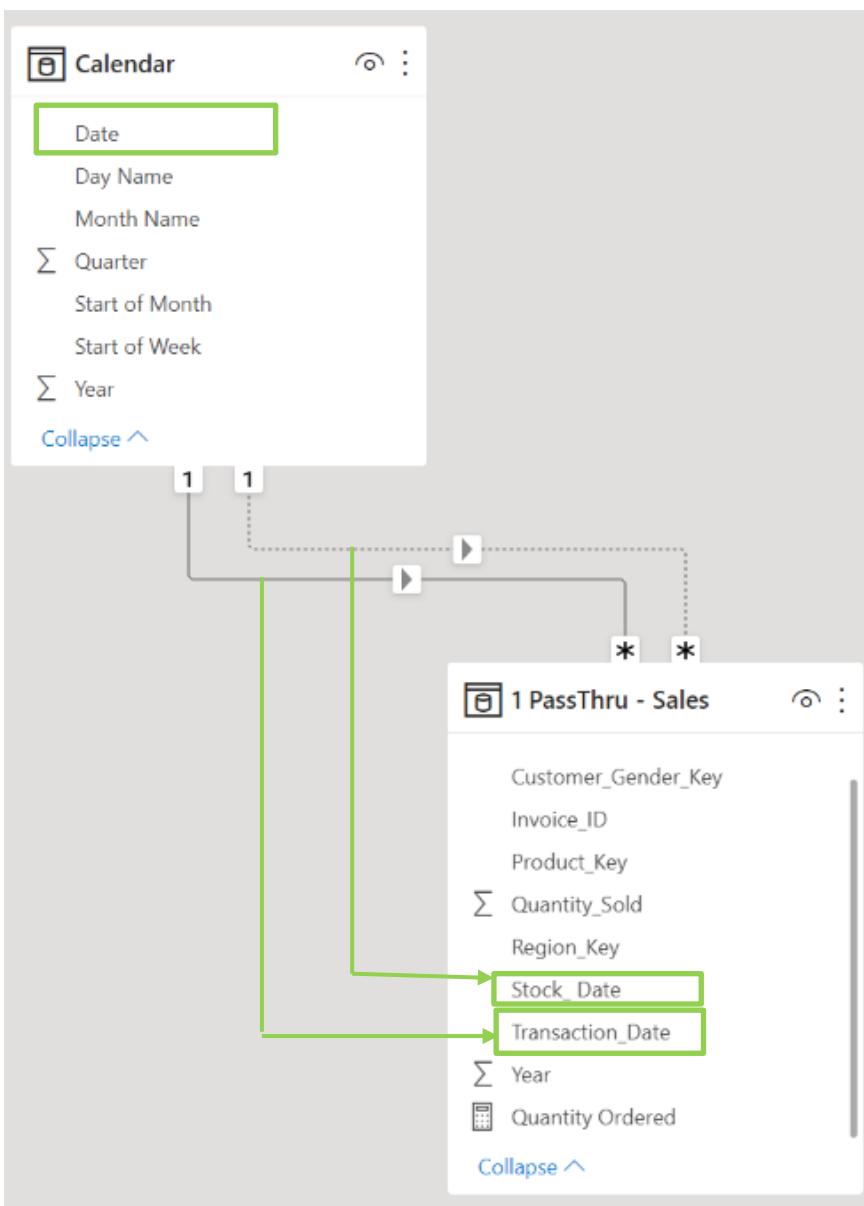 Calendar
Date
Day Name
Month Name
Σ Quarter
Start of Month
Start of Week
Σ Year
Collapse
1 1
* *
1 PassThru - Sales
Customer_Gender_Key
Invoice_ID
Product_Key
Σ Quantity_Sold
Region_Key
Stock_ Date
Transaction_Date
Σ Year
Quantity Ordered
Collapse